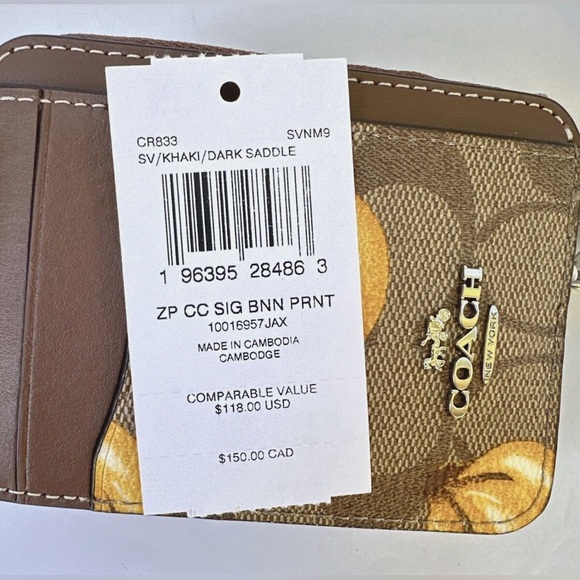 CR833 SVNM9
SV/KHAKI/DARK SADDLE
1 96395 28486 3
ZP CC SIG BNN PRNT
10016957JAX
MADE IN CAMBODIA
CAMBODGE
COMPARABLE VALUE
$118.00 USD
$150.00 CAD
COACH
NEW YORK